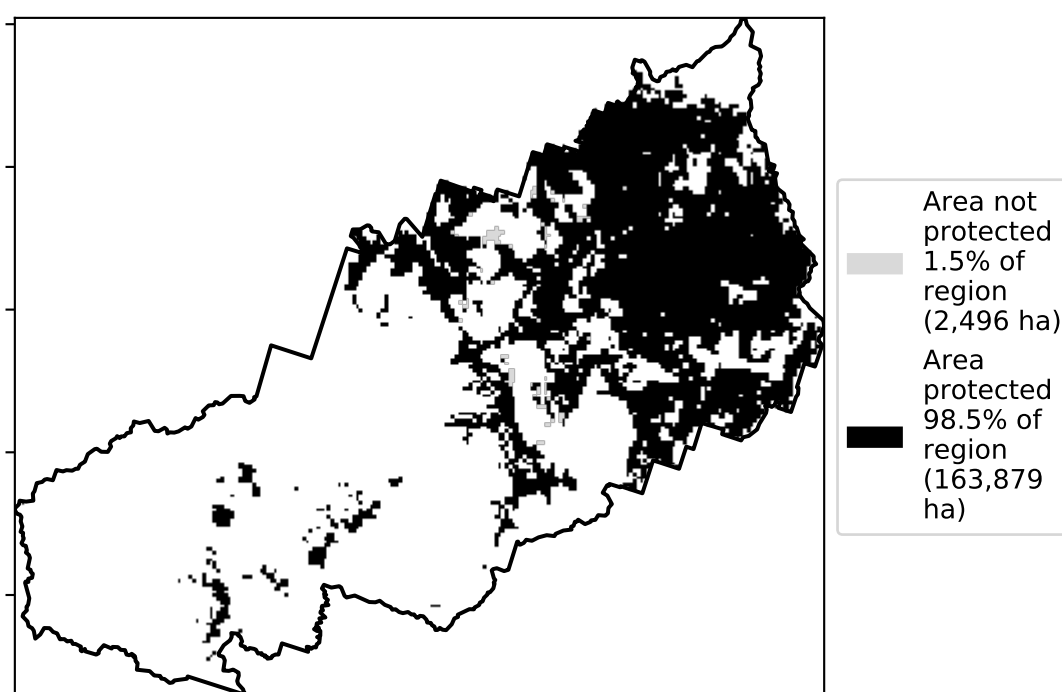 Area not
protected
1.5% of
region
(2,496 ha)
Area
protected
98.5% of
region
(163,879
ha)